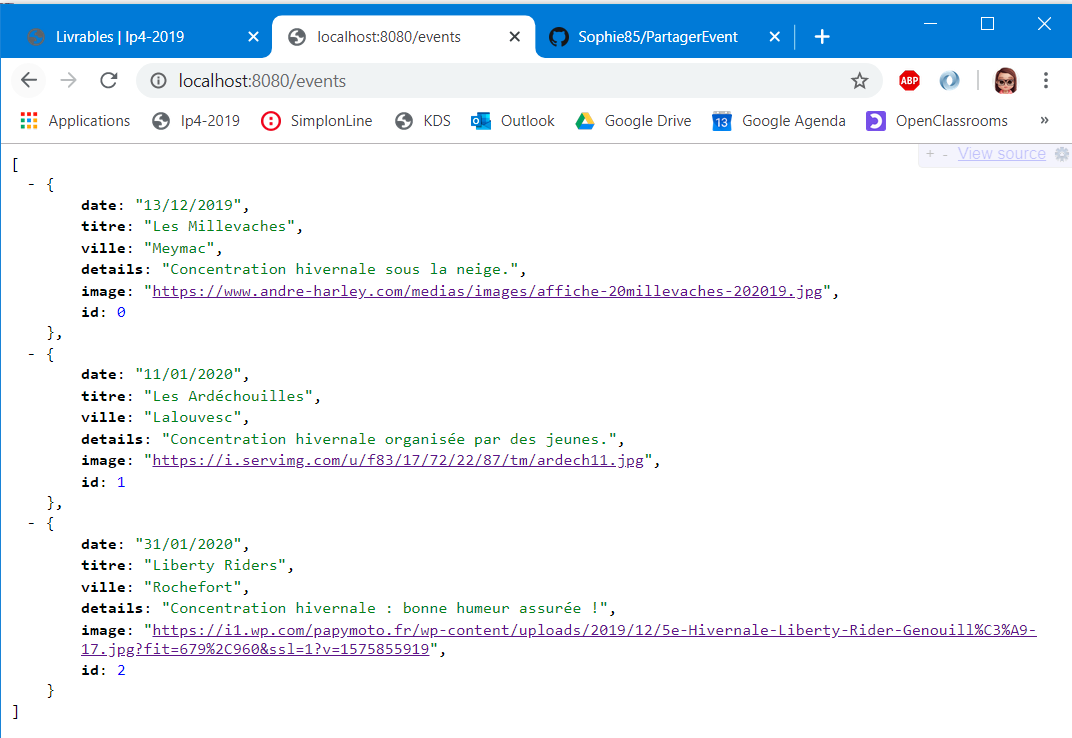 Livrables | lp4-2019
localhost:8080/events
Sophie85/PartagerEvent
localhost:8080/events
ABP
Applications
lp4-2019
SimplonLine
KDS
Outlook
Google Drive
13
Google Agenda
OpenClassrooms
»
+ - View source
[
- {
date: "13/12/2019",
titre: "Les Millevaches",
ville: "Meymac",
details: "Concentration hivernale sous la neige.",
image: "https://www.andre-harley.com/medias/images/affiche-20millevaches-202019.jpg",
id: 0
},
- {
date: "11/01/2020",
titre: "Les Ardéchouilles",
ville: "Lalouvesc",
details: "Concentration hivernale organisée par des jeunes.",
image: "https://i.servimg.com/u/f83/17/72/22/87/tm/ardech11.jpg",
id: 1
},
- {
date: "31/01/2020",
titre: "Liberty Riders",
ville: "Rochefort",
details: "Concentration hivernale : bonne humeur assurée !",
image: "https://i1.wp.com/papymoto.fr/wp-content/uploads/2019/12/5e-Hivernale-Liberty-Rider-Genouill%C3%A9-
17.jpg?fit=679%2C960&ssl=1?v=1575855919",
id: 2
}
]